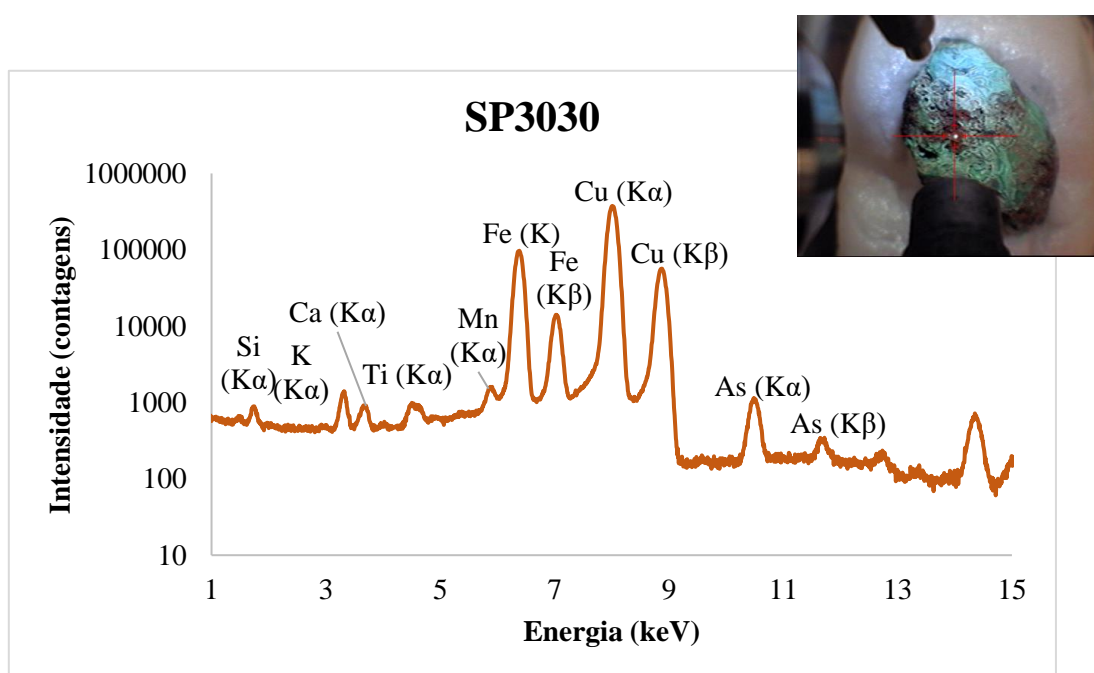 SP3030
Intensidade (contagens)
1000000
100000
10000
1000
100
10
Si
(Kα)
K
(Kα)
Ca (Kα)
Ti (Kα)
Mn
(Kα)
Fe (K)
Fe
(Kβ)
Cu (Kα)
Cu (Kβ)
As (Kα)
As (Kβ)
1
3
5
7
9
11
13
15
Energia (keV)